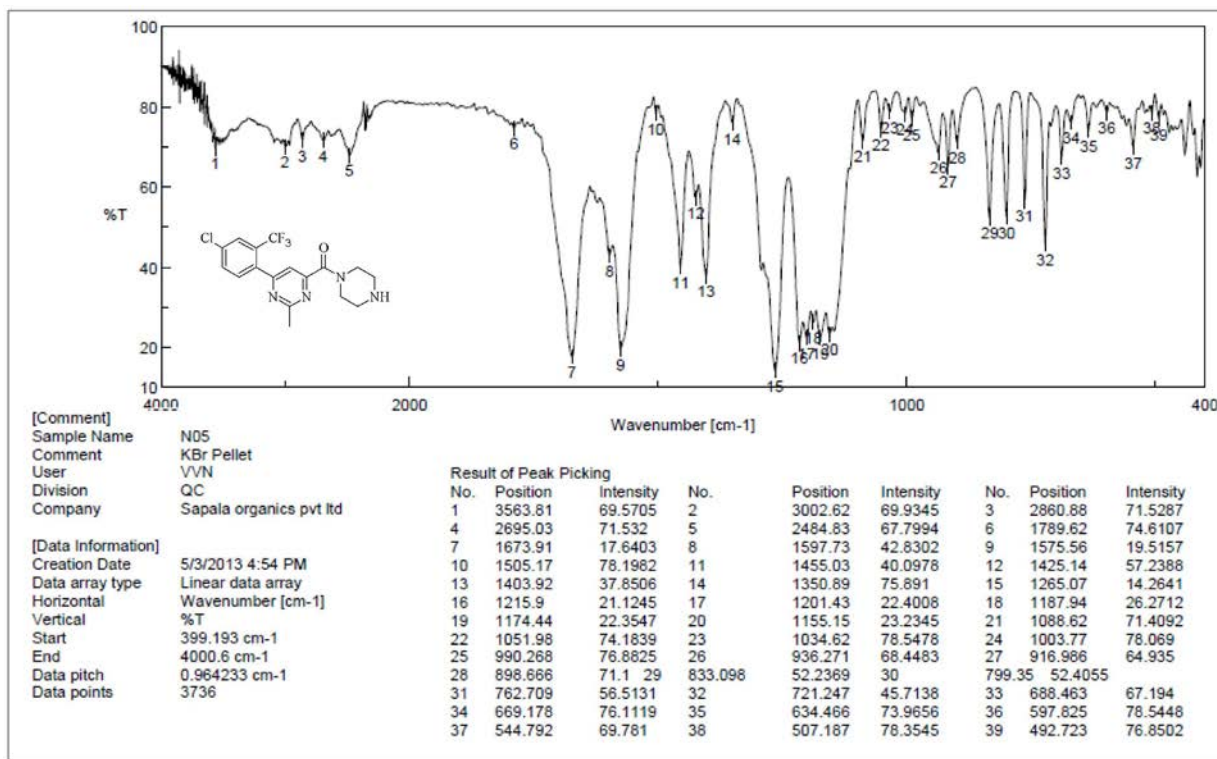 100
80
60
%T
40
20
10
4000 2000 1000 400
Wavenumber [cm-1]
1 2 3 4 5 6 7 8 9 10 11 12 13 14 15 16 17 18 19 20 21 22 23 24 25 26 27 28 29 30 31 32 33 34 35 36 37 38 39
Cl CF3 O
N N N NH
[Comment]
Sample Name N05
Comment KBr Pellet
User VVN
Division QC
Company Sapala organics pvt ltd
[Data Information]
Creation Date 5/3/2013 4:54 PM
Data array type Linear data array
Horizontal Wavenumber [cm-1]
Vertical %T
Start 399.193 cm-1
End 4000.6 cm-1
Data pitch 0.964233 cm-1
Data points 3736
Result of Peak Picking
No. Position Intensity No. Position Intensity No. Position Intensity
1 3563.81 69.5705 2 3002.62 69.9345 3 2860.88 71.5287
4 2695.03 71.532 5 2484.83 67.7994 6 1789.62 74.6107
7 1673.91 17.6403 8 1597.73 42.8302 9 1575.56 19.5157
10 1505.17 78.1982 11 1455.03 40.0978 12 1425.14 57.2388
13 1403.92 37.8506 14 1350.89 75.891 15 1265.07 14.2641
16 1215.9 21.1245 17 1201.43 22.4008 18 1187.94 26.2712
19 1174.44 22.3547 20 1155.15 23.2345 21 1088.62 71.4092
22 1051.98 74.1839 23 1034.62 78.5478 24 1003.77 78.069
25 990.268 76.8825 26 936.271 68.4483 27 916.986 64.935
28 898.666 71.1 29 833.098 52.2369 30 799.35 52.4055
31 762.709 56.5131 32 721.247 45.7138 33 688.463 67.194
34 669.178 76.1119 35 634.466 73.9656 36 597.825 78.5448
37 544.792 69.781 38 507.187 78.3545 39 492.723 76.8502